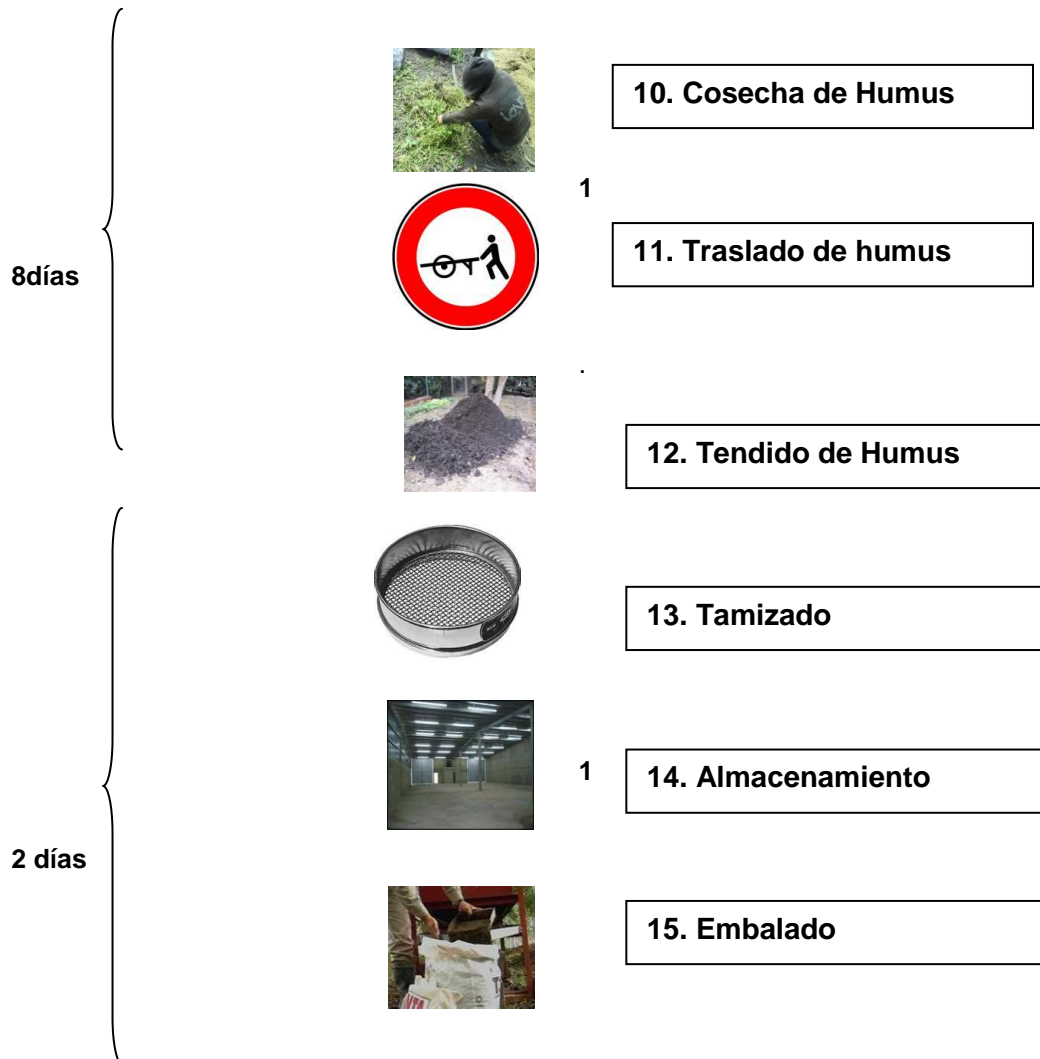 10. Cosecha de Humus
1
11. Traslado de humus
8días
.
12. Tendido de Humus
13. Tamizado
1
14. Almacenamiento
2 días
15. Embalado